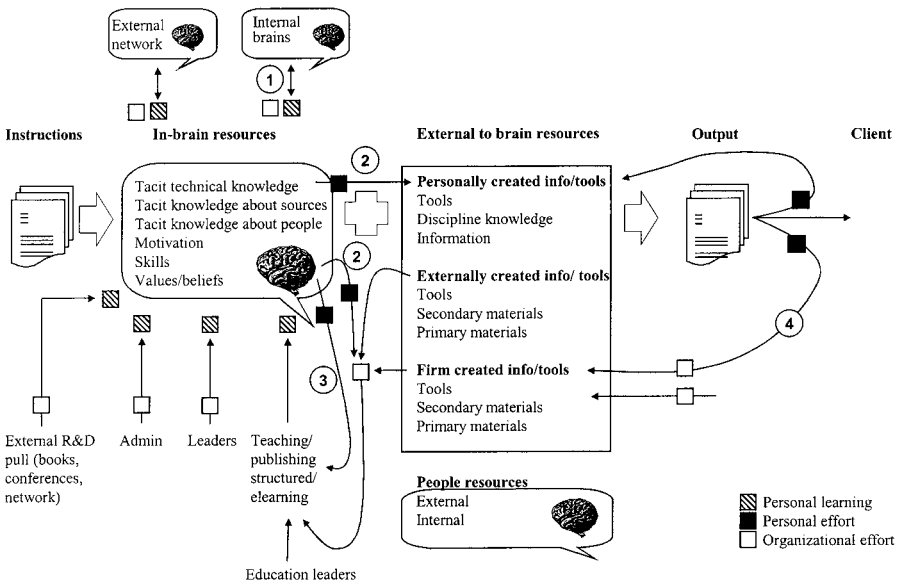 External
network
Internal
brains
1
Instructions
In-brain resources
External to brain resources
Output
Client
2
Tacit technical knowledge
Tacit knowledge about sources
Tacit knowledge about people
Motivation
Skills
Values/beliefs
Personally created info/tools
Tools
Discipline knowledge
Information
2
Externally created info/ tools
Tools
Secondary materials
Primary materials
4
3
Firm created info/tools
Tools
Secondary materials
Primary materials
External R&D
pull (books,
conferences,
network)
Admin
Leaders
Teaching/
publishing
structured/
elearning
People resources
External
Internal
Personal learning
Personal effort
Organizational effort
Education leaders